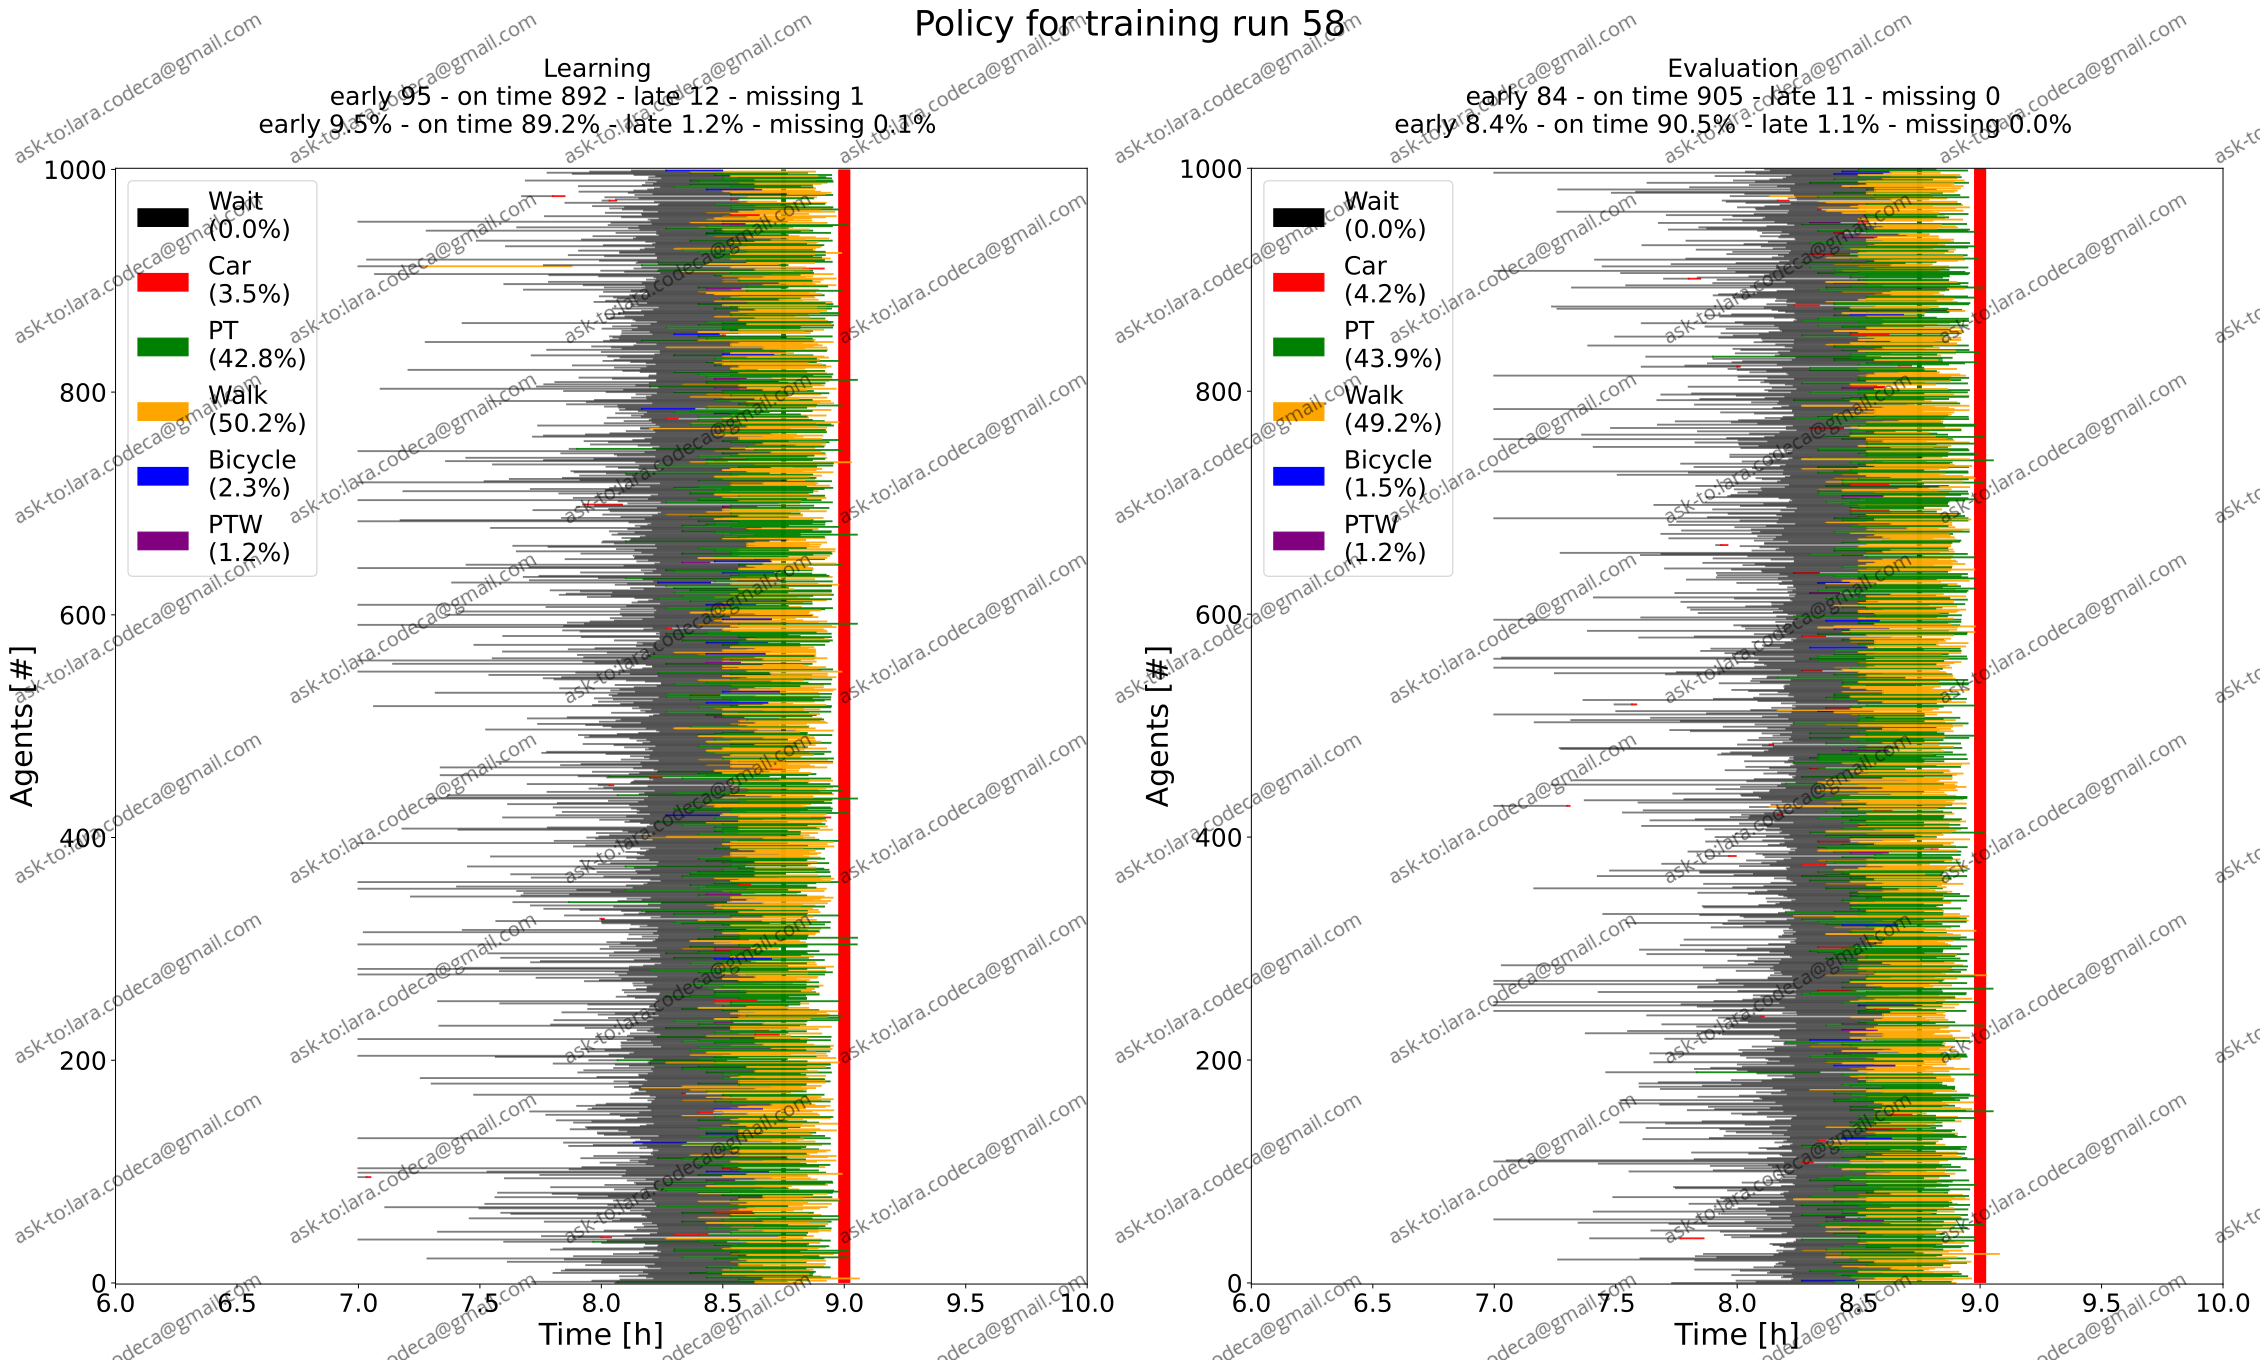 Policy for training run 58
Learning
early 95 - on time 892 - late 12 - missing 1
early 9.5% - on time 89.2% - late 1.2% - missing 0.1%
Agents [#]
1000
800
600
400
200
0
Wait
(0.0%)
Car
(3.5%)
PT
(42.8%)
Walk
(50.2%)
Bicycle
(2.3%)
PTW
(1.2%)
6.0 6.5 7.0 7.5 8.0 8.5 9.0 9.5 10.0
Time [h]
Evaluation
early 84 - on time 905 - late 11 - missing 0
early 8.4% - on time 90.5% - late 1.1% - missing 0.0%
Agents [#]
1000
800
600
400
200
0
Wait
(0.0%)
Car
(4.2%)
PT
(43.9%)
Walk
(49.2%)
Bicycle
(1.5%)
PTW
(1.2%)
6.0 6.5 7.0 7.5 8.0 8.5 9.0 9.5 10.0
Time [h]
ask-to:lara.codeca@gmail.com